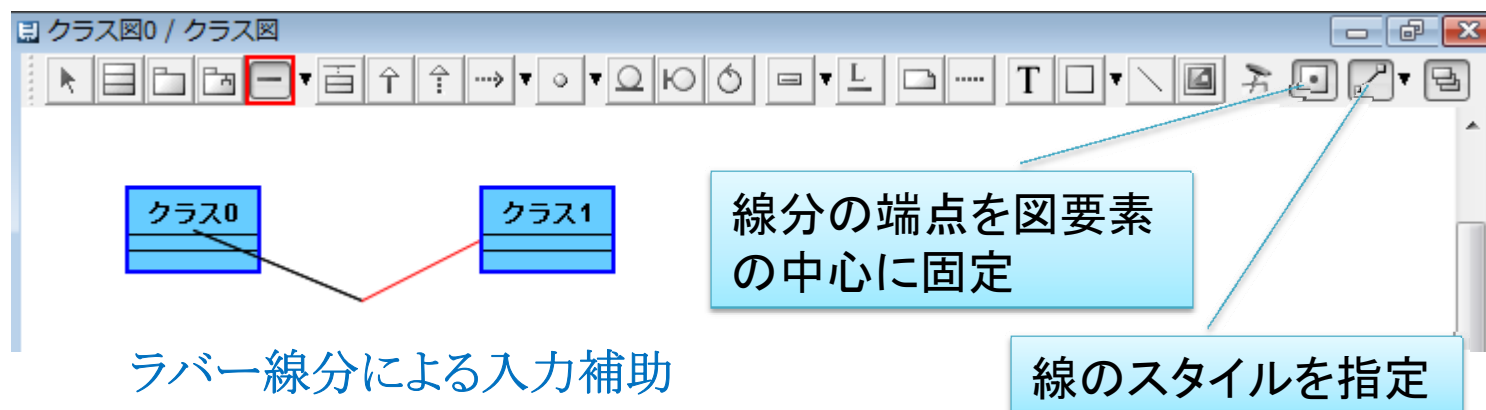 クラス図0 / クラス図
T
クラス0
クラス1
線分の端点を図要素
の中心に固定
ラバー線分による入力補助
線のスタイルを指定